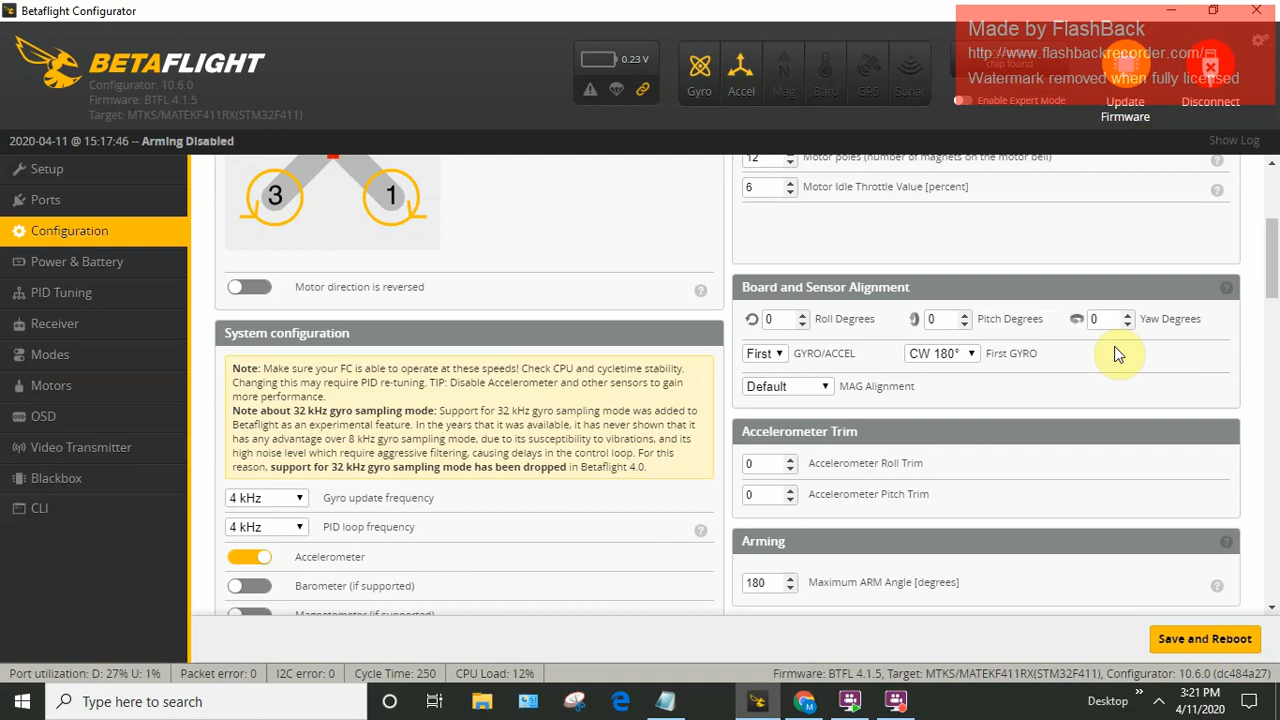 Betaflight Configurator
Made by FlashBack
http://www.flashbackrecorder.com/
Watermark removed when fully licensed
BETAFLIGHT
Configurator: 10.6.0
Firmware: BTFL 4.1.5
Target: MTKS/MATEKF411RX(STM32F411)
0.23 V
Gyro
Accel
Mag
Baro
GPS
Sonar
chip found
Enable Expert Mode
Update
Firmware
Disconnect
2020-04-11 @ 15:17:46 -- Arming Disabled
Show Log
Setup
Ports
Configuration
Power & Battery
PID Tuning
Receiver
Modes
Motors
OSD
Video Transmitter
Blackbox
CLI
3
1
Motor direction is reversed
System configuration
Note: Make sure your FC is able to operate at these speeds! Check CPU and cycletime stability.
Changing this may require PID re-tuning. TIP: Disable Accelerometer and other sensors to gain
more performance.
Note about 32 kHz gyro sampling mode: Support for 32 kHz gyro sampling mode was added to
Betaflight as an experimental feature. In the years that it was available, it has never shown that it
has any advantage over 8 kHz gyro sampling mode, due to its susceptibility to vibrations, and its
high noise level which require aggressive filtering, causing delays in the control loop. For this
reason, support for 32 kHz gyro sampling mode has been dropped in Betaflight 4.0.
4 kHz Gyro update frequency
4 kHz PID loop frequency
Accelerometer
Barometer (if supported)
Magnetometer (if supported)
12 Motor poles (number of magnets on the motor bell)
6 Motor Idle Throttle Value [percent]
Board and Sensor Alignment
0 Roll Degrees 0 Pitch Degrees 0 Yaw Degrees
First GYRO/ACCEL CW 180° First GYRO
Default MAG Alignment
Accelerometer Trim
0 Accelerometer Roll Trim
0 Accelerometer Pitch Trim
Arming
180 Maximum ARM Angle [degrees]
Save and Reboot
Port utilization: D: 27% U: 1% Packet error: 0 I2C error: 0 Cycle Time: 250 CPU Load: 12% Firmware: BTFL 4.1.5, Target: MTKS/MATEKF411RX(STM32F411), Configurator: 10.6.0 (dc484a27)
Type here to search
Desktop
3:21 PM
4/11/2020